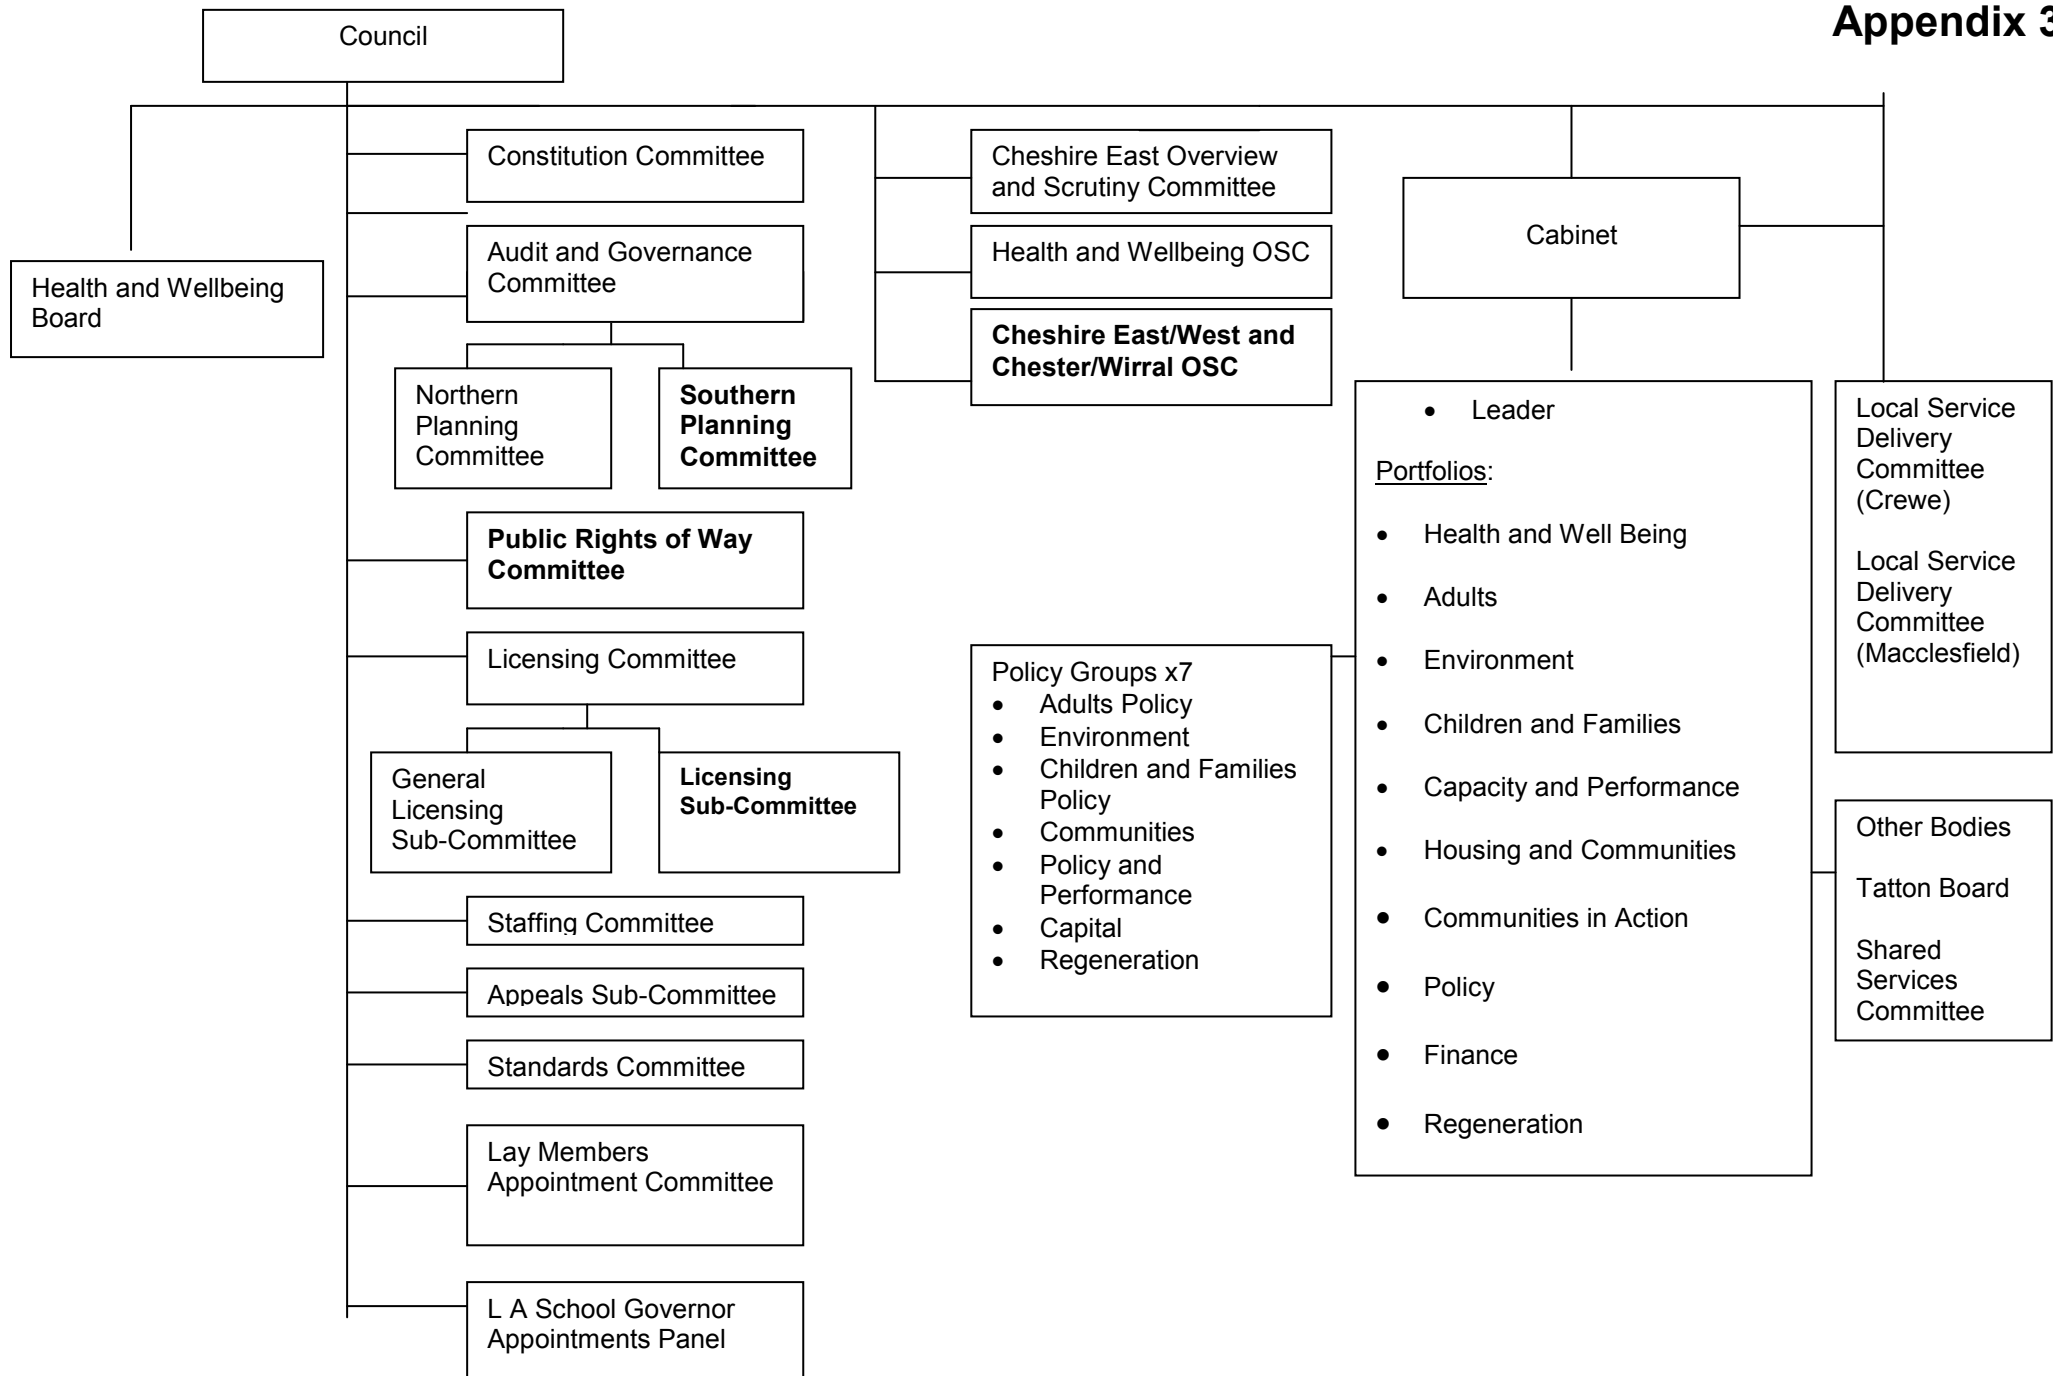 Appendix 3
Council
Constitution Committee
Audit and Governance
Committee
Health and Wellbeing
Board
Northern
Planning
Committee
Southern
Planning
Committee
Public Rights of Way
Committee
Licensing Committee
General
Licensing
Sub-Committee
Licensing
Sub-Committee
Staffing Committee
Appeals Sub-Committee
Standards Committee
Lay Members
Appointment Committee
L A School Governor
Appointments Panel
Cheshire East Overview
and Scrutiny Committee
Health and Wellbeing OSC
Cheshire East/West and
Chester/Wirral OSC
Policy Groups x7
• Adults Policy
• Environment
• Children and Families
Policy
• Communities
• Policy and
Performance
• Capital
• Regeneration
Cabinet
• Leader
Portfolios:
• Health and Well Being
• Adults
• Environment
• Children and Families
• Capacity and Performance
• Housing and Communities
• Communities in Action
• Policy
• Finance
• Regeneration
Local Service
Delivery
Committee
(Crewe)
Local Service
Delivery
Committee
(Macclesfield)
Other Bodies
Tatton Board
Shared
Services
Committee